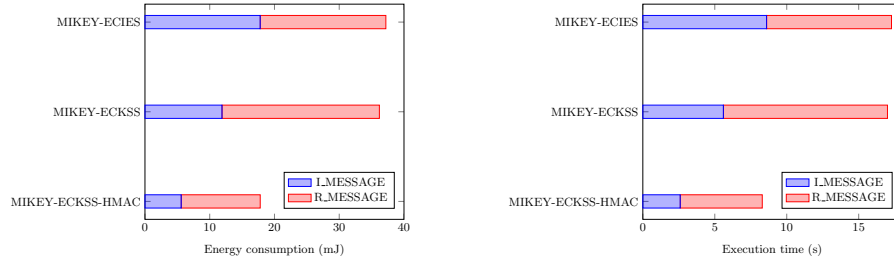 MIKEY-ECIES
MIKEY-ECKSS
MIKEY-ECKSS-HMAC
I_MESSAGE
R_MESSAGE
0 10 20 30 40
Energy consumption (mJ)
MIKEY-ECIES
MIKEY-ECKSS
MIKEY-ECKSS-HMAC
I_MESSAGE
R_MESSAGE
0 5 10 15
Execution time (s)